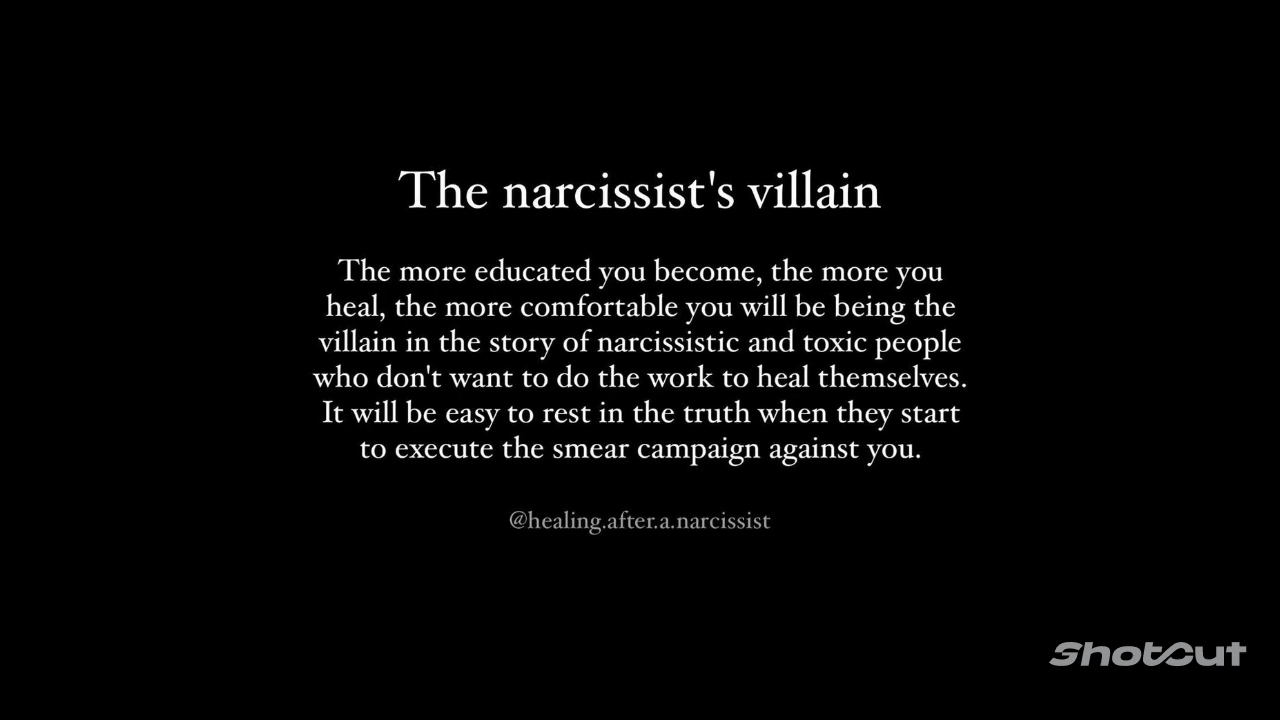 The narcissist's villain
The more educated you become, the more you
heal, the more comfortable you will be being the
villain in the story of narcissistic and toxic people
who don't want to do the work to heal themselves.
It will be easy to rest in the truth when they start
to execute the smear campaign against you.
@healing.after.a.narcissist
ShotCut